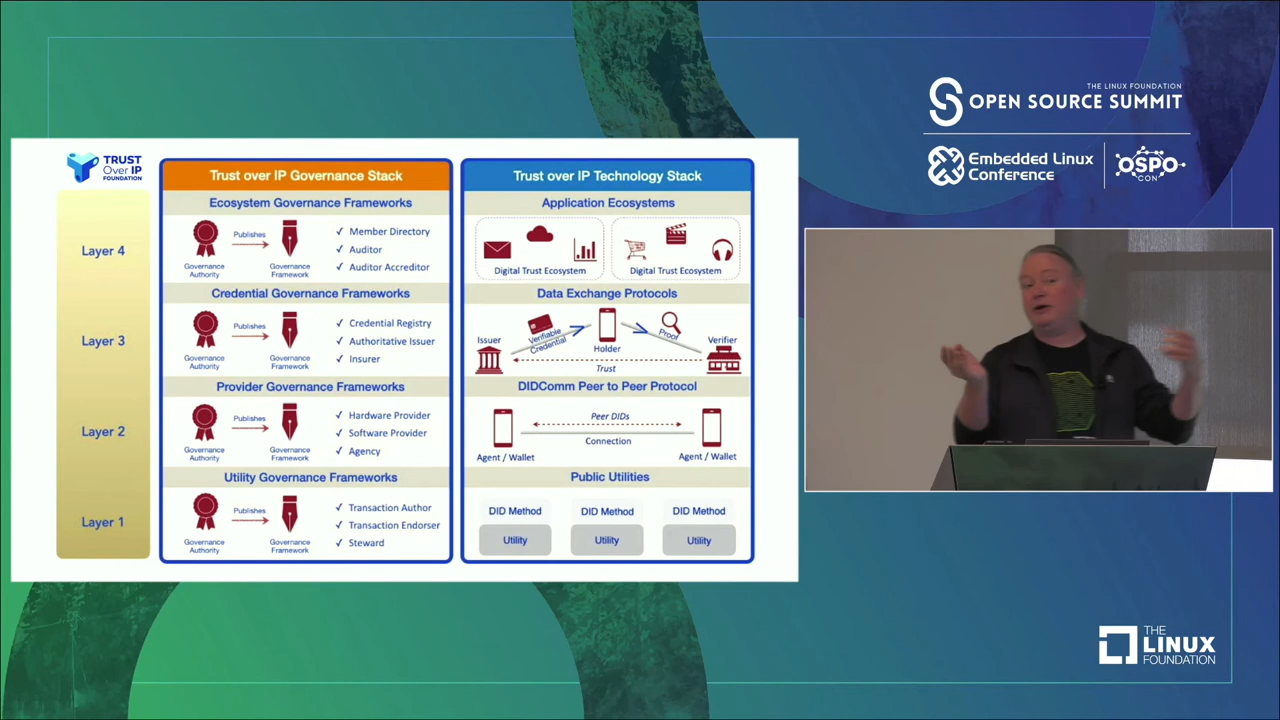 THE LINUX FOUNDATION
OPEN SOURCE SUMMIT
Embedded Linux
Conference
OSPO
CON
TRUST
Over IP
FOUNDATION
Layer 4
Layer 3
Layer 2
Layer 1
Trust over IP Governance Stack
Ecosystem Governance Frameworks
Governance
Authority
Publishes
Governance
Framework
✓ Member Directory
✓ Auditor
✓ Auditor Accreditor
Credential Governance Frameworks
Governance
Authority
Publishes
Governance
Framework
✓ Credential Registry
✓ Authoritative Issuer
✓ Insurer
Provider Governance Frameworks
Governance
Authority
Publishes
Governance
Framework
✓ Hardware Provider
✓ Software Provider
✓ Agency
Utility Governance Frameworks
Governance
Authority
Publishes
Governance
Framework
✓ Transaction Author
✓ Transaction Endorser
✓ Steward
Trust over IP Technology Stack
Application Ecosystems
Digital Trust Ecosystem
Digital Trust Ecosystem
Data Exchange Protocols
Issuer
Verifiable
Credential
Holder
Proof
Verifier
Trust
DIDComm Peer to Peer Protocol
Peer DIDs
Connection
Agent / Wallet
Agent / Wallet
Public Utilities
DID Method
DID Method
DID Method
Utility
Utility
Utility
THE
LINUX
FOUNDATION